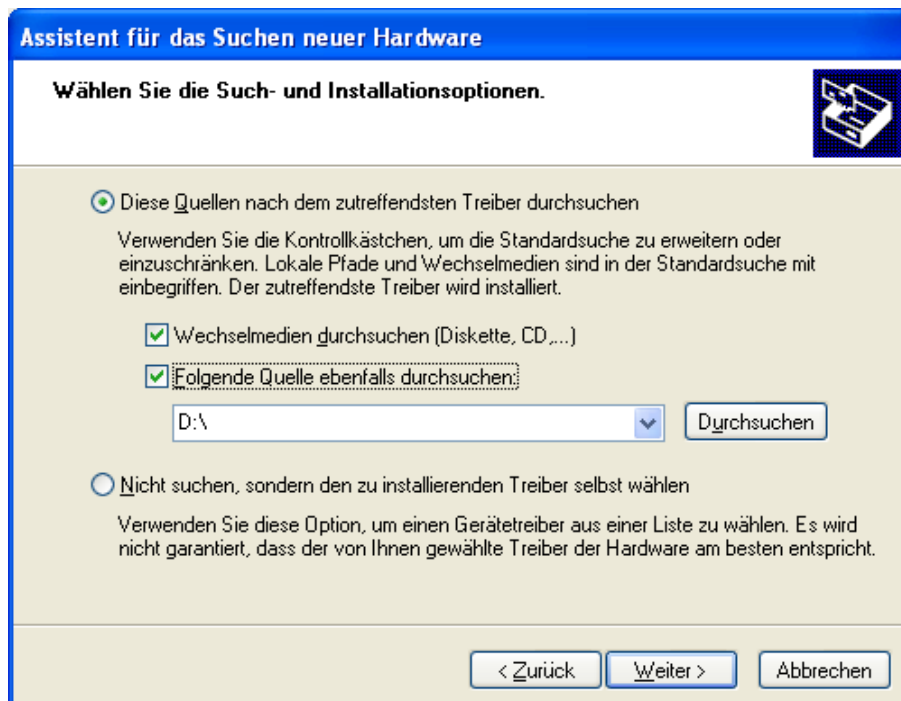 Assistent für das Suchen neuer Hardware
Wählen Sie die Such- und Installationsoptionen.
Diese Quellen nach dem zutreffendsten Treiber durchsuchen
Verwenden Sie die Kontrollkästchen, um die Standardsuche zu erweitern oder
einzuschränken. Lokale Pfade und Wechselmedien sind in der Standardsuche mit
einbegriffen. Der zutreffendste Treiber wird installiert.
Wechselmedien durchsuchen (Diskette, CD,...)
Folgende Quelle ebenfalls durchsuchen:
D:\ Durchsuchen
Nicht suchen, sondern den zu installierenden Treiber selbst wählen
Verwenden Sie diese Option, um einen Gerätetreiber aus einer Liste zu wählen. Es wird
nicht garantiert, dass der von Ihnen gewählte Treiber der Hardware am besten entspricht.
< Zurück Weiter > Abbrechen